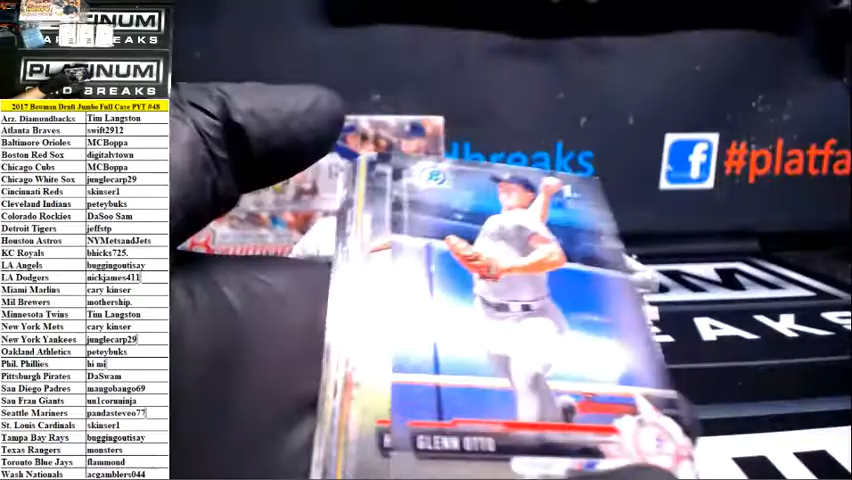 PLATINUM
BREAKS
PLATINUM
CARD BREAKS
2017 Bowman Draft Jumbo Full Case PYT #48
Arz. Diamondbacks Tim Langston
Atlanta Braves swift2912
Baltimore Orioles MCBoppa
Boston Red Sox digitaltown
Chicago Cubs MCBoppa
Chicago White Sox junglecarp29
Cincinnati Reds skinser1
Cleveland Indians peteybuks
Colorado Rockies DaSoo Sam
Detroit Tigers jeffstp
Houston Astros NYMetsandJets
KC Royals bhicks725.
LA Angels buggingoutisay
LA Dodgers nickjames411
Miami Marlins cary kinser
Mil Brewers mothership.
Minnesota Twins Tim Langston
New York Mets cary kinser
New York Yankees junglecarp29
Oakland Athletics peteybuks
Phil. Phillies hi mi
Pittsburgh Pirates DaSwam
San Diego Padres mangobango69
San Fran Giants un1cornninja
Seattle Mariners pandasteveo77
St. Louis Cardinals skinser1
Tampa Bay Rays buggingoutisay
Texas Rangers monsters
Toronto Blue Jays flammond
Wash Nationals acgamblers044
dbreaks
f #platfa
B
GLENN OTTO
NUM
BREAKS